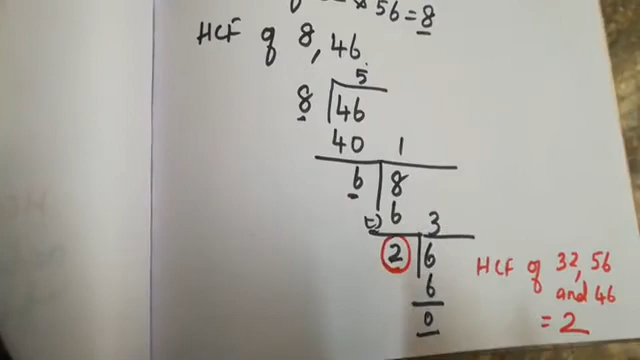 56 = 8
HCF of 8, 46.
5
8 46
40 1
6 8
(-) 6 3
2 6
6
0
HCF of 32, 56
and 46
= 2